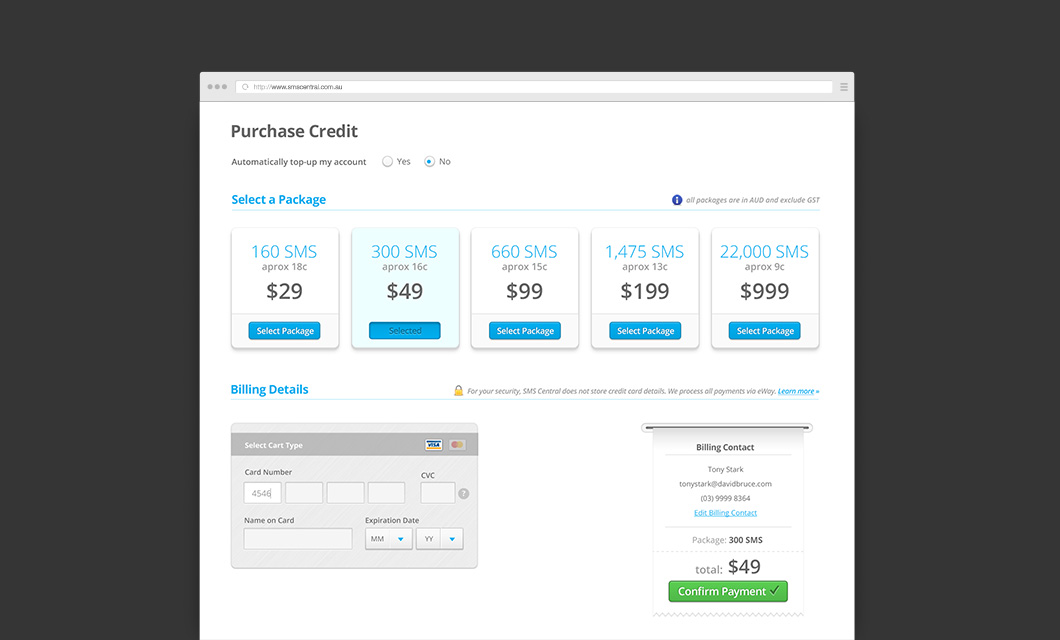 http://www.smscentral.com.au
Purchase Credit
Automatically top-up my account Yes No
Select a Package
i all packages are in AUD and exclude GST
160 SMS
aprox 18c
$29
Select Package
300 SMS
aprox 16c
$49
Selected
660 SMS
aprox 15c
$99
Select Package
1,475 SMS
aprox 13c
$199
Select Package
22,000 SMS
aprox 9c
$999
Select Package
Billing Details
For your security, SMS Central does not store credit card details. We process all payments via eWay. Learn more »
Select Cart Type VISA
Card Number
CVC
4546
?
Name on Card
Expiration Date
MM
YY
Billing Contact
Tony Stark
tonystark@davidbruce.com
(03) 9999 8364
Edit Billing Contact
Package: 300 SMS
total: $49
Confirm Payment ✓